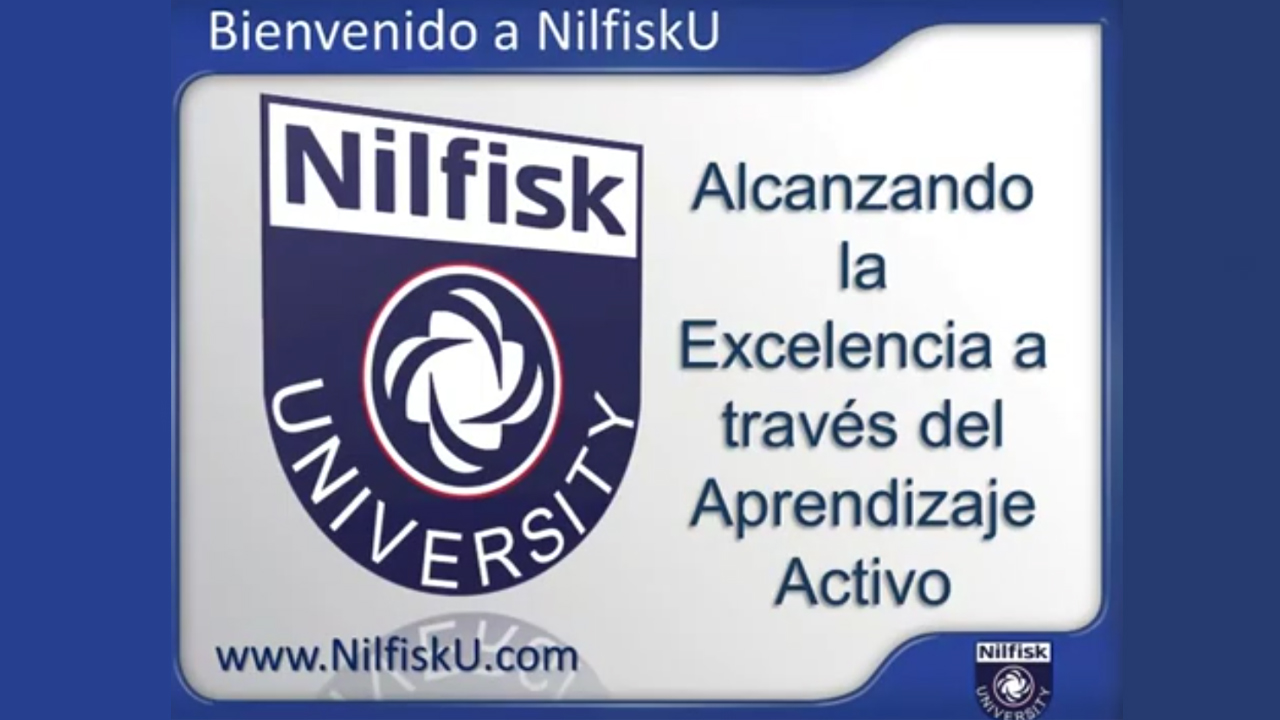 Bienvenido a NilfiskU
Nilfisk
UNIVERSITY
Alcanzando
la
Excelencia a
través del
Aprendizaje
Activo
www.NilfiskU.com
Nilfisk
UNIVERSITY